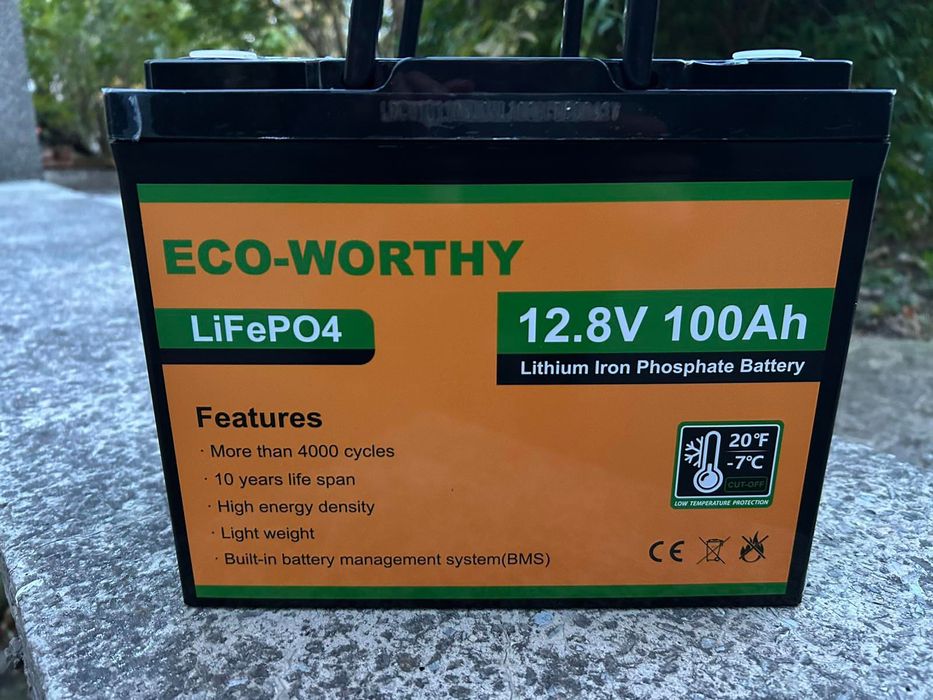 ECO-WORTHY
LiFePO4
12.8V 100Ah
Lithium Iron Phosphate Battery
Features
· More than 4000 cycles
· 10 years life span
· High energy density
· Light weight
· Built-in battery management system(BMS)
20°F
-7°C
CUT-OFF
LOW TEMPERATURE PROTECTION
CE